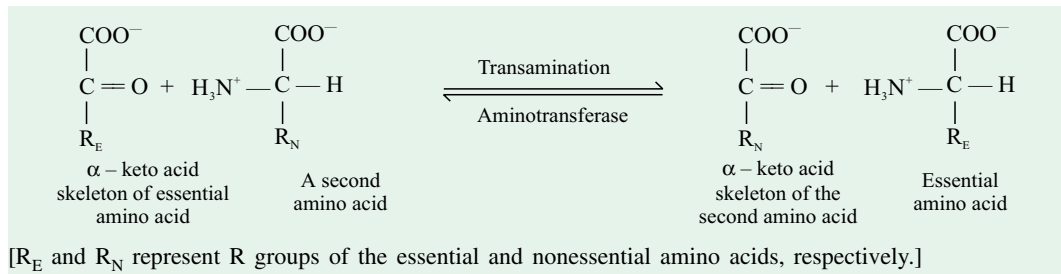 COO⁻ COO⁻ COO⁻ COO⁻
C = O + H₃N⁺ — C — H Transamination C = O + H₃N⁺ — C — H
Aminotransferase
R_E R_N R_N R_E
α – keto acid
skeleton of essential
amino acid
A second
amino acid
α – keto acid
skeleton of the
second amino acid
Essential
amino acid
[R_E and R_N represent R groups of the essential and nonessential amino acids, respectively.]